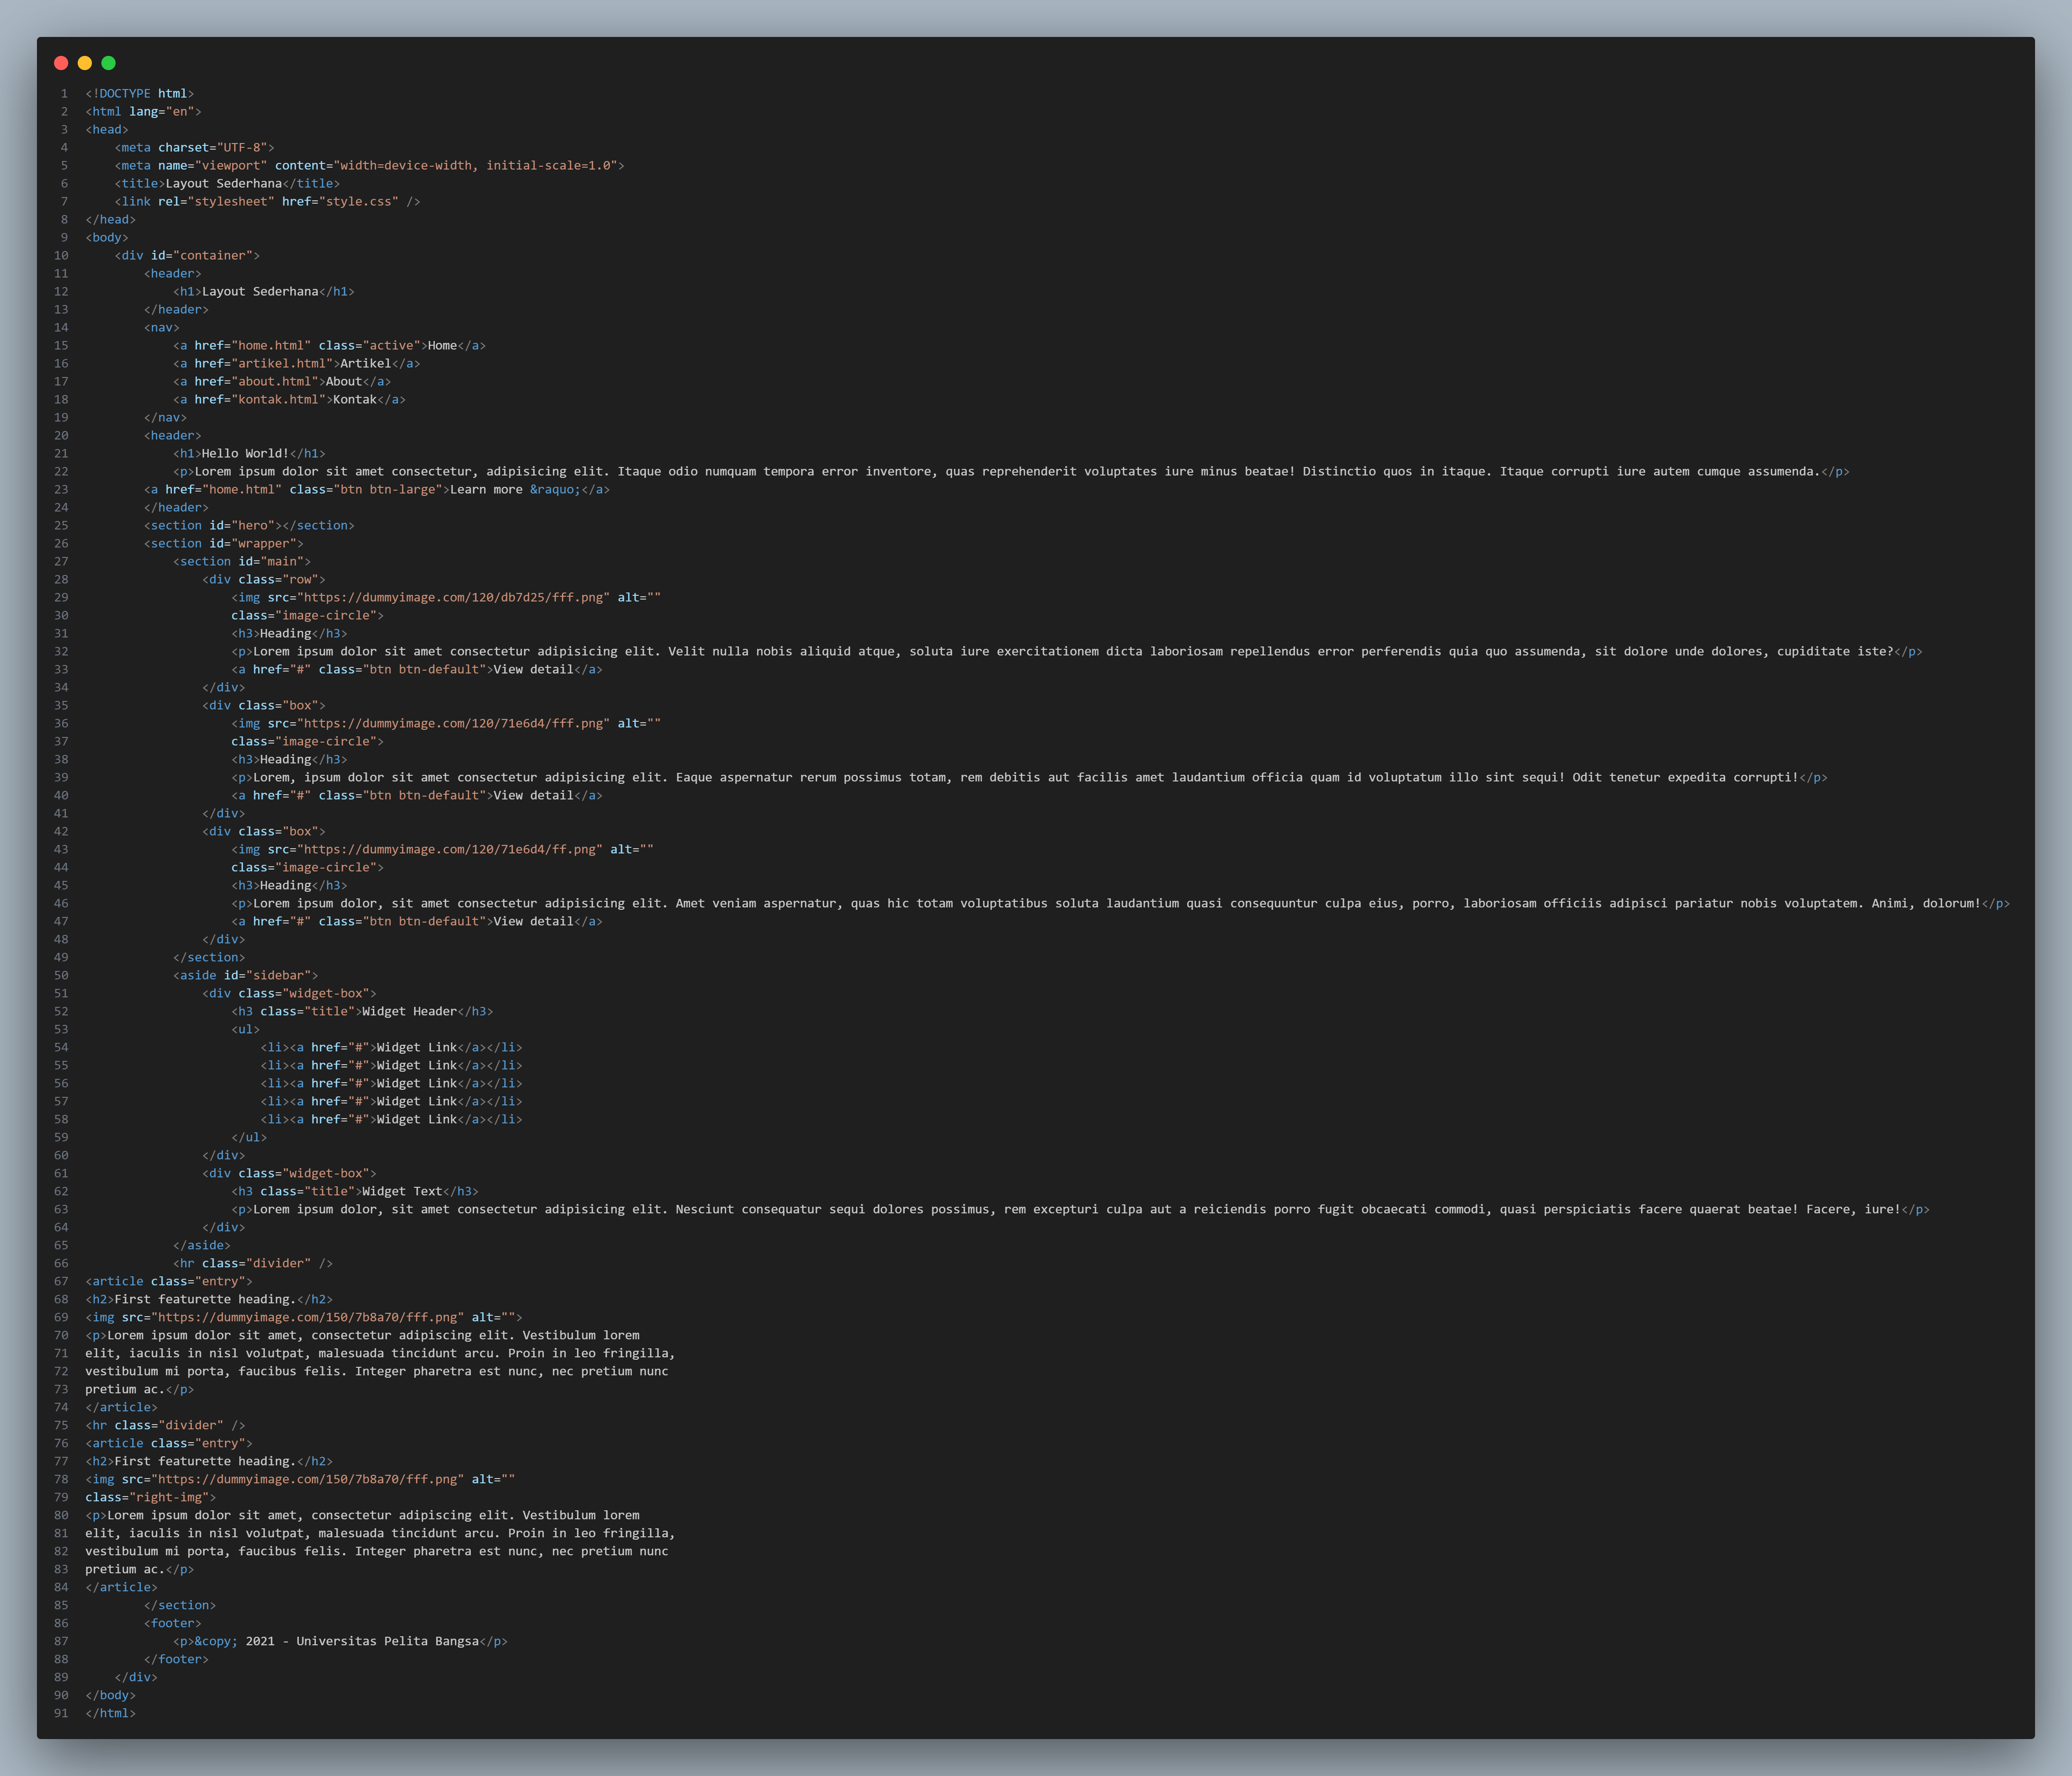 1 <!DOCTYPE html>
2 <html lang="en">
3 <head>
4     <meta charset="UTF-8">
5     <meta name="viewport" content="width=device-width, initial-scale=1.0">
6     <title>Layout Sederhana</title>
7     <link rel="stylesheet" href="style.css" />
8 </head>
9 <body>
10     <div id="container">
11         <header>
12             <h1>Layout Sederhana</h1>
13         </header>
14         <nav>
15             <a href="home.html" class="active">Home</a>
16             <a href="artikel.html">Artikel</a>
17             <a href="about.html">About</a>
18             <a href="kontak.html">Kontak</a>
19         </nav>
20         <header>
21             <h1>Hello World!</h1>
22             <p>Lorem ipsum dolor sit amet consectetur, adipisicing elit. Itaque odio numquam tempora error inventore, quas reprehenderit voluptates iure minus beatae! Distinctio quos in itaque. Itaque corrupti iure autem cumque assumenda.</p>
23         <a href="home.html" class="btn btn-large">Learn more &raquo;</a>
24         </header>
25         <section id="hero"></section>
26         <section id="wrapper">
27             <section id="main">
28                 <div class="row">
29                     <img src="https://dummyimage.com/120/db7d25/fff.png" alt=""
30                     class="image-circle">
31                     <h3>Heading</h3>
32                     <p>Lorem ipsum dolor sit amet consectetur adipisicing elit. Velit nulla nobis aliquid atque, soluta iure exercitationem dicta laboriosam repellendus error perferendis quia quo assumenda, sit dolore unde dolores, cupiditate iste?</p>
33                     <a href="#" class="btn btn-default">View detail</a>
34                 </div>
35                 <div class="box">
36                     <img src="https://dummyimage.com/120/71e6d4/fff.png" alt=""
37                     class="image-circle">
38                     <h3>Heading</h3>
39                     <p>Lorem, ipsum dolor sit amet consectetur adipisicing elit. Eaque aspernatur rerum possimus totam, rem debitis aut facilis amet laudantium officia quam id voluptatum illo sint sequi! Odit tenetur expedita corrupti!</p>
40                     <a href="#" class="btn btn-default">View detail</a>
41                 </div>
42                 <div class="box">
43                     <img src="https://dummyimage.com/120/71e6d4/ff.png" alt=""
44                     class="image-circle">
45                     <h3>Heading</h3>
46                     <p>Lorem ipsum dolor, sit amet consectetur adipisicing elit. Amet veniam aspernatur, quas hic totam voluptatibus soluta laudantium quasi consequuntur culpa eius, porro, laboriosam officiis adipisci pariatur nobis voluptatem. Animi, dolorum!</p>
47                     <a href="#" class="btn btn-default">View detail</a>
48                 </div>
49             </section>
50             <aside id="sidebar">
51                 <div class="widget-box">
52                     <h3 class="title">Widget Header</h3>
53                     <ul>
54                         <li><a href="#">Widget Link</a></li>
55                         <li><a href="#">Widget Link</a></li>
56                         <li><a href="#">Widget Link</a></li>
57                         <li><a href="#">Widget Link</a></li>
58                         <li><a href="#">Widget Link</a></li>
59                     </ul>
60                 </div>
61                 <div class="widget-box">
62                     <h3 class="title">Widget Text</h3>
63                     <p>Lorem ipsum dolor, sit amet consectetur adipisicing elit. Nesciunt consequatur sequi dolores possimus, rem excepturi culpa aut a reiciendis porro fugit obcaecati commodi, quasi perspiciatis facere quaerat beatae! Facere, iure!</p>
64                 </div>
65             </aside>
66             <hr class="divider" />
67 <article class="entry">
68 <h2>First featurette heading.</h2>
69 <img src="https://dummyimage.com/150/7b8a70/fff.png" alt="">
70 <p>Lorem ipsum dolor sit amet, consectetur adipiscing elit. Vestibulum lorem
71 elit, iaculis in nisl volutpat, malesuada tincidunt arcu. Proin in leo fringilla,
72 vestibulum mi porta, faucibus felis. Integer pharetra est nunc, nec pretium nunc
73 pretium ac.</p>
74 </article>
75 <hr class="divider" />
76 <article class="entry">
77 <h2>First featurette heading.</h2>
78 <img src="https://dummyimage.com/150/7b8a70/fff.png" alt=""
79 class="right-img">
80 <p>Lorem ipsum dolor sit amet, consectetur adipiscing elit. Vestibulum lorem
81 elit, iaculis in nisl volutpat, malesuada tincidunt arcu. Proin in leo fringilla,
82 vestibulum mi porta, faucibus felis. Integer pharetra est nunc, nec pretium nunc
83 pretium ac.</p>
84 </article>
85         </section>
86         <footer>
87             <p>&copy; 2021 - Universitas Pelita Bangsa</p>
88         </footer>
89     </div>
90 </body>
91 </html>